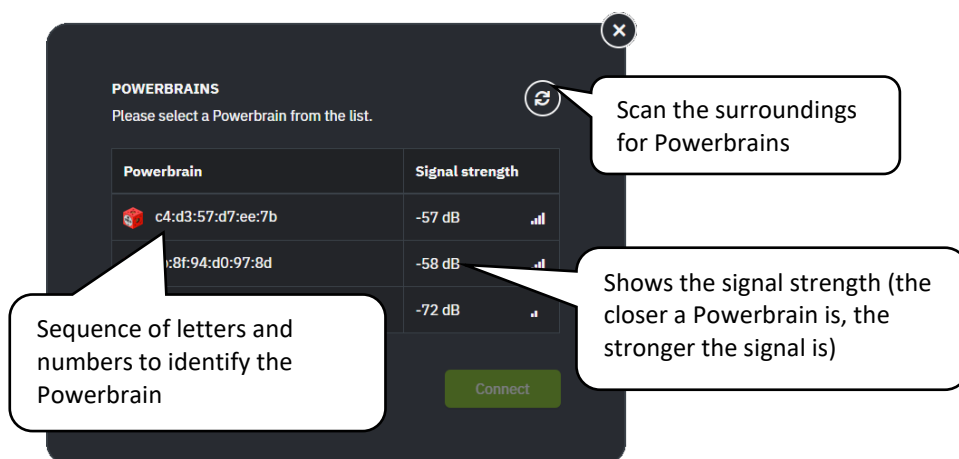 POWERBRAINS
Please select a Powerbrain from the list.
Scan the surroundings
for Powerbrains
Powerbrain Signal strength
c4:d3:57:d7:ee:7b -57 dB
:8f:94:d0:97:8d -58 dB
-72 dB
Shows the signal strength (the
closer a Powerbrain is, the
stronger the signal is)
Sequence of letters and
numbers to identify the
Powerbrain
Connect